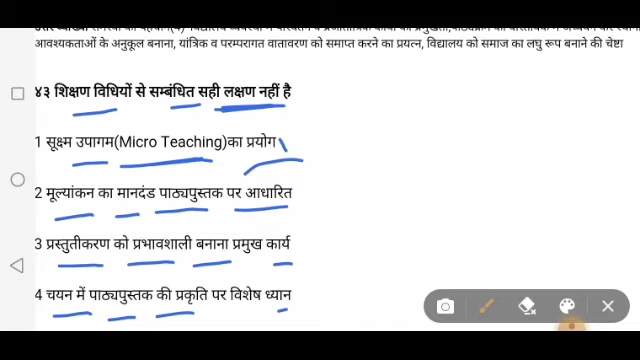 आवश्यकताओं के अनुकूल बनाना, यांत्रिक व परम्परागत वातावरण को समाप्त करने का प्रयत्न, विद्यालय को समाज का लघु रूप बनाने की चेष्टा
४३ शिक्षण विधियों से सम्बंधित सही लक्षण नहीं है
1 सूक्ष्म उपागम(Micro Teaching)का प्रयोग
2 मूल्यांकन का मानदंड पाठ्यपुस्तक पर आधारित
3 प्रस्तुतीकरण को प्रभावशाली बनाना प्रमुख कार्य
4 चयन में पाठ्यपुस्तक की प्रकृति पर विशेष ध्यान